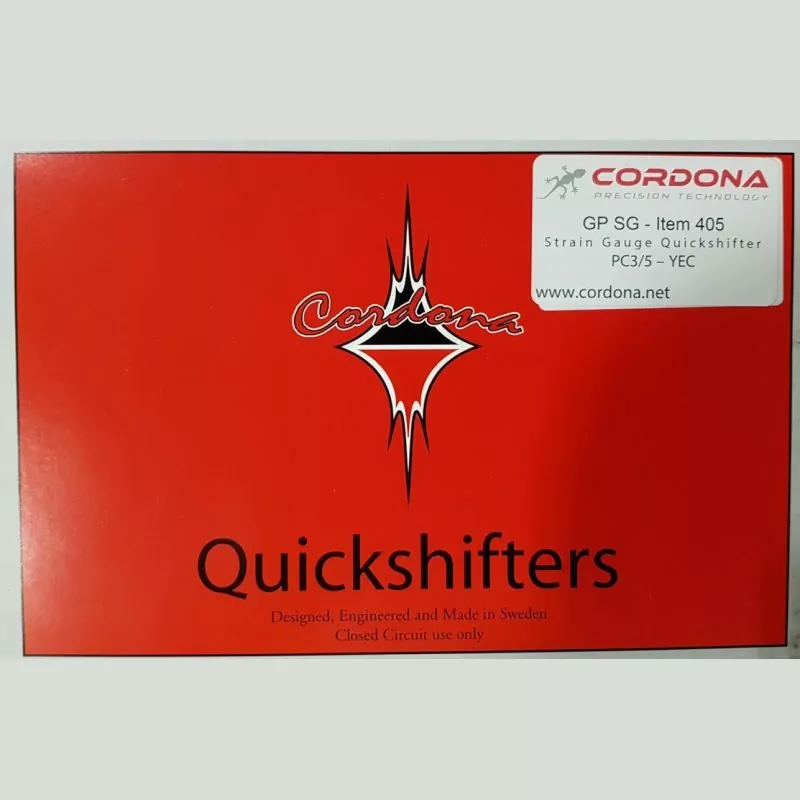 CORDONA
PRECISION TECHNOLOGY
GP SG - Item 405
Strain Gauge Quickshifter
PC3/5 – YEC
www.cordona.net
Cordona
Quickshifters
Designed, Engineered and Made in Sweden
Closed Circuit use only